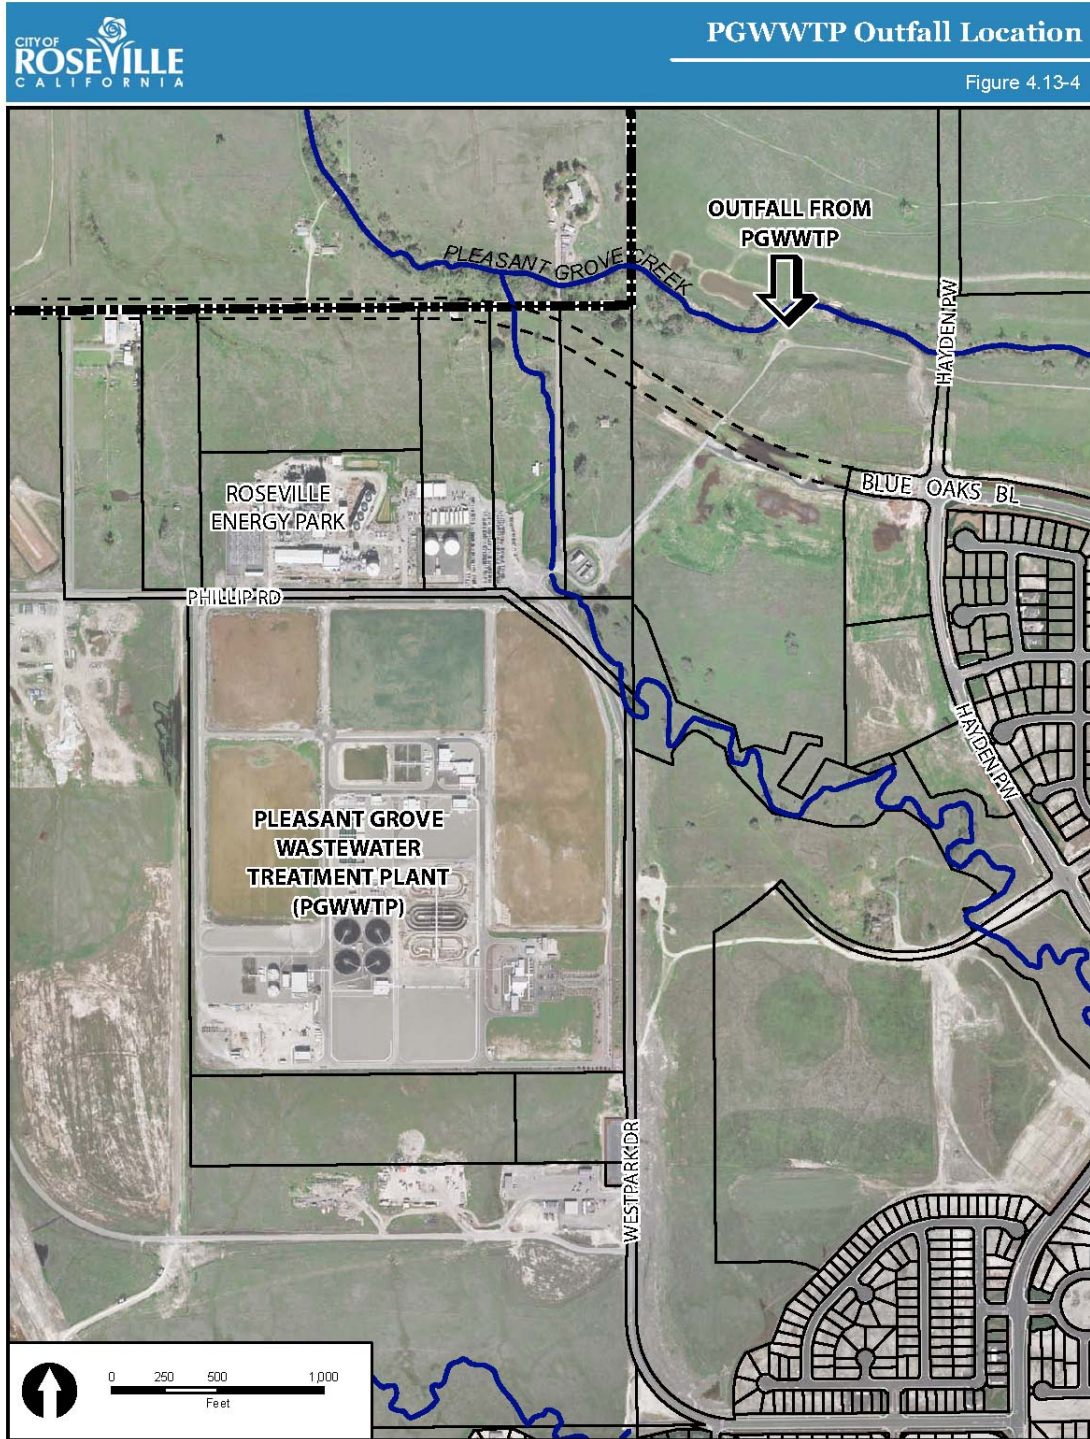 CITY OF
ROSEVILLE
CALIFORNIA
PGWWTP Outfall Location
Figure 4.13-4
OUTFALL FROM
PGWWTP
PLEASANT GROVE CREEK
HAYDEN PW
BLUE OAKS BL
ROSEVILLE
ENERGY PARK
PHILLIP RD
HAYDEN PW
PLEASANT GROVE
WASTEWATER
TREATMENT PLANT
(PGWWTP)
WESTPARK DR
0 250 500 1,000
Feet